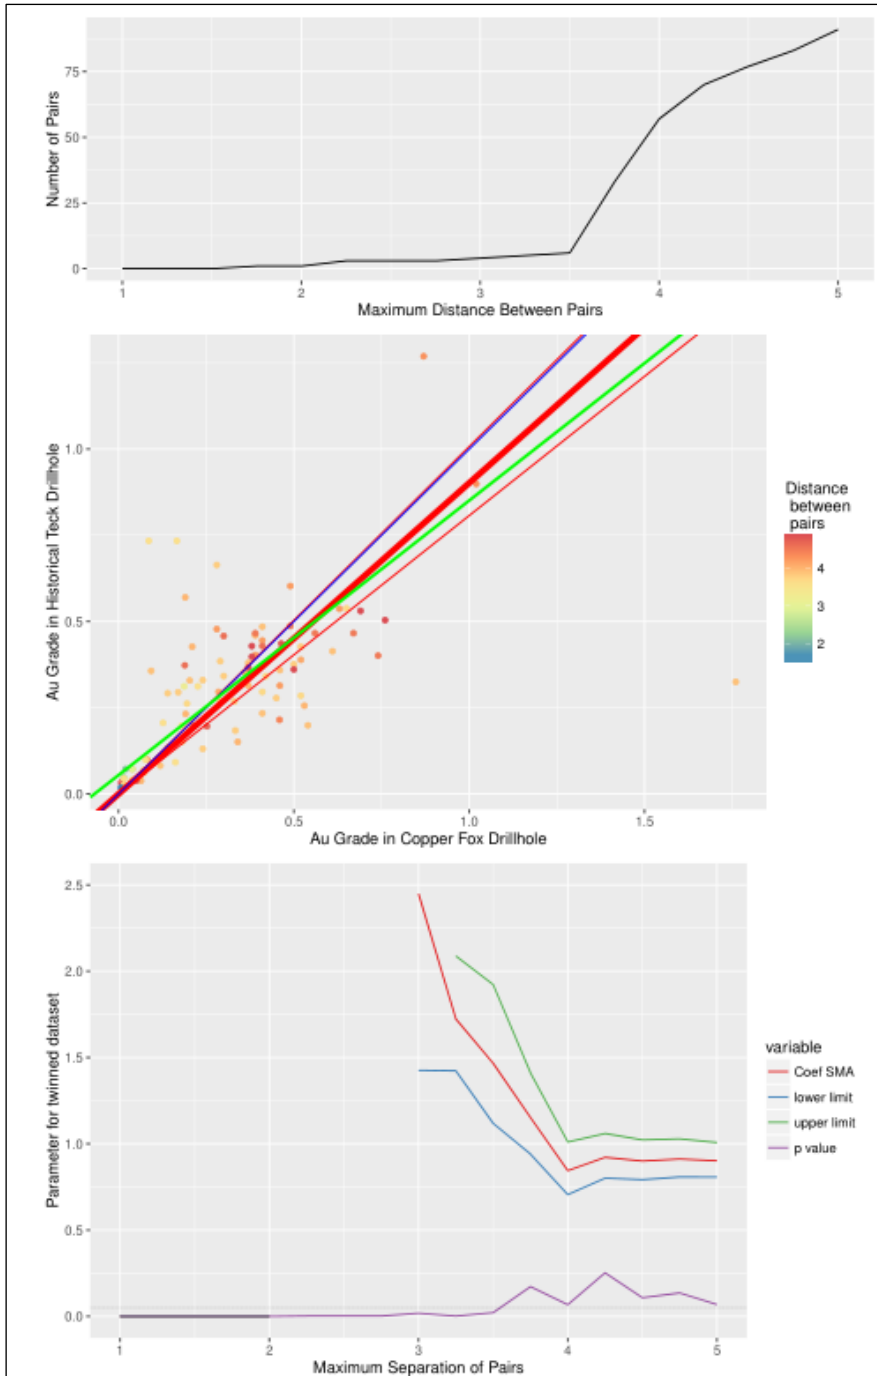 75
50
25
0
Number of Pairs
1 2 3 4 5
Maximum Distance Between Pairs
1.0
0.5
0.0
Au Grade in Historical Teck Drillhole
0.0 0.5 1.0 1.5
Au Grade in Copper Fox Drillhole
Distance
between
pairs
4
3
2
2.5
2.0
1.5
1.0
0.5
0.0
Parameter for twinned dataset
1 2 3 4 5
Maximum Separation of Pairs
variable
Coef SMA
lower limit
upper limit
p value